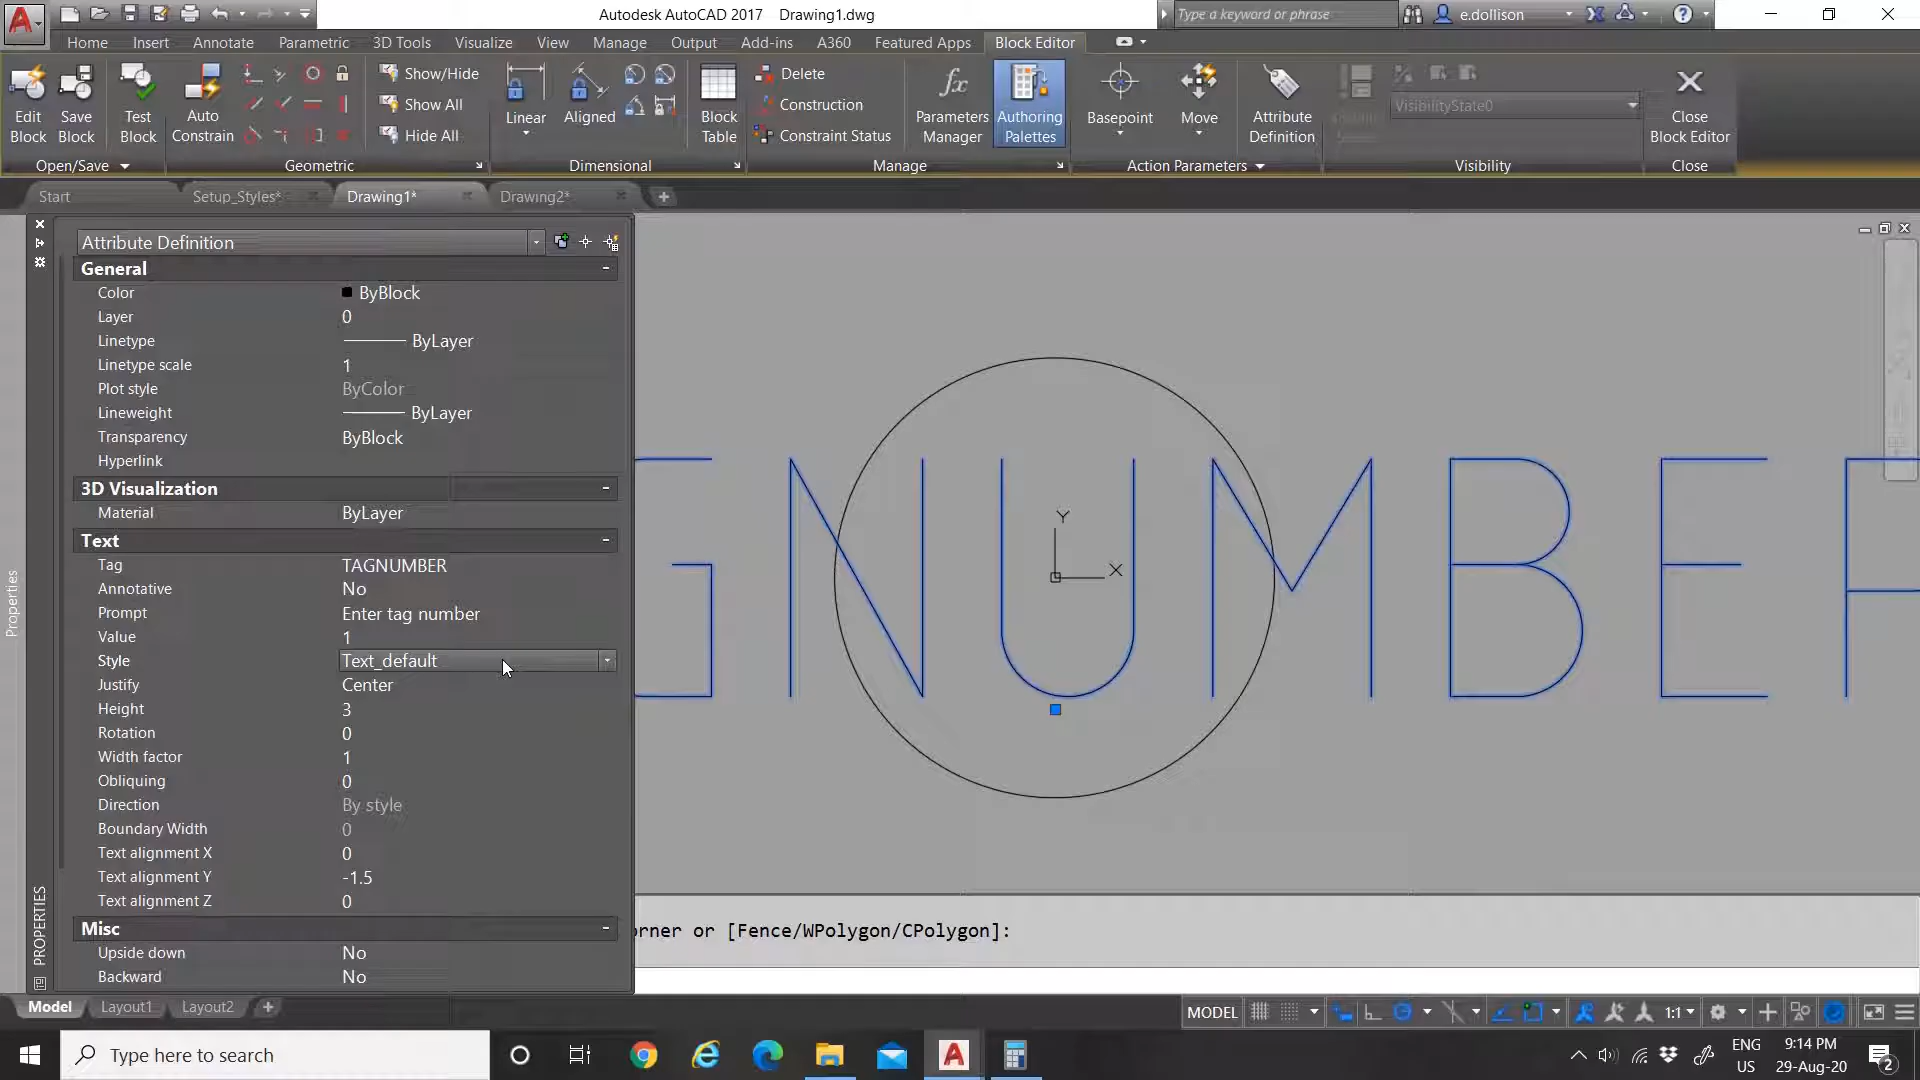 Autodesk AutoCAD 2017 Drawing1.dwg
Type a keyword or phrase
e.dollison
Home Insert Annotate Parametric 3D Tools Visualize View Manage Output Add-ins A360 Featured Apps Block Editor
Edit Block
Save Block
Test Block
Auto Constrain
Show/Hide
Show All
Hide All
Linear
Aligned
Block Table
Delete
Construction
Constraint Status
Parameters Manager
Authoring Palettes
Basepoint
Move
Attribute Definition
VisibilityState0
Close Block Editor
Open/Save Geometric Dimensional Manage Action Parameters Visibility Close
Start Setup_Styles* Drawing1* Drawing2*
Attribute Definition
General
Color ByBlock
Layer 0
Linetype ByLayer
Linetype scale 1
Plot style ByColor
Lineweight ByLayer
Transparency ByBlock
Hyperlink
3D Visualization
Material ByLayer
Text
Tag TAGNUMBER
Annotative No
Prompt Enter tag number
Value 1
Style Text_default
Justify Center
Height 3
Rotation 0
Width factor 1
Obliquing 0
Direction By style
Boundary Width 0
Text alignment X 0
Text alignment Y -1.5
Text alignment Z 0
Misc
Upside down No
Backward No
Properties
PROPERTIES
GNUMBER
Y
X
orner or [Fence/WPolygon/CPolygon]:
Model Layout1 Layout2
MODEL
1:1
Type here to search
ENG
US
9:14 PM
29-Aug-20
2